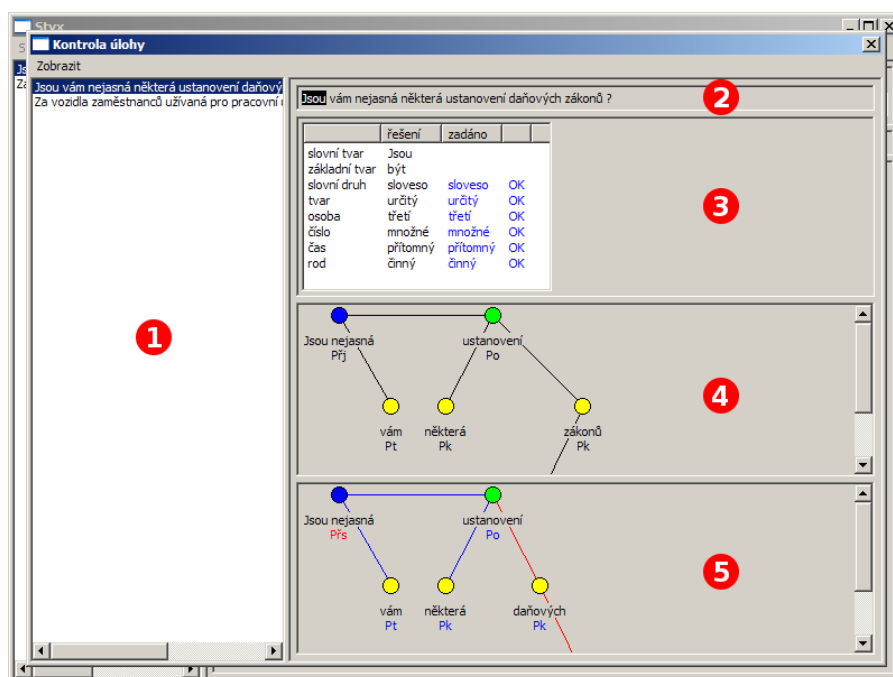 Styx
Kontrola úlohy
Zobrazit
Jsou vám nejasná některá ustanovení daňový
Za vozidla zaměstnanců užívaná pro pracovní
1
Jsou vám nejasná některá ustanovení daňových zákonů ?
2
řešení zadáno
slovní tvar Jsou
základní tvar být
slovní druh sloveso sloveso OK
tvar určitý určitý OK
osoba třetí třetí OK
číslo množné množné OK
čas přítomný přítomný OK
rod činný činný OK
3
Jsou nejasná ustanovení
Přj Po
vám některá zákonů
Pt Pk Pk
4
Jsou nejasná ustanovení
Přs Po
vám některá daňových
Pt Pk Pk
5